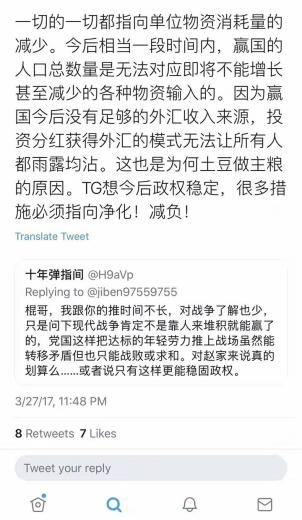 一切的一切都指向单位物资消耗量的
减少。今后相当一段时间内，赢国的
人口总数量是无法对应即将不能增长
甚至减少的各种物资输入的。因为赢
国今后没有足够的外汇收入来源，投
资分红获得外汇的模式无法让所有人
都雨露均沾。这也是为何土豆做主粮
的原因。TG想今后政权稳定，很多措
施必须指向净化！减负！
Translate Tweet
十年弹指间 @H9aVp
Replying to @jiben97559755
棍哥，我跟你的推时间不长，对战争了解也少，
只是问下现代战争肯定不是靠人来堆积就能赢了
的，党国这样把达标的年轻劳力推上战场虽然能
转移矛盾但也只能战败或求和。对赵家来说真的
划算么......或者说只有这样更能稳固政权。
3/27/17, 11:48 PM
8 Retweets 7 Likes
Tweet your reply